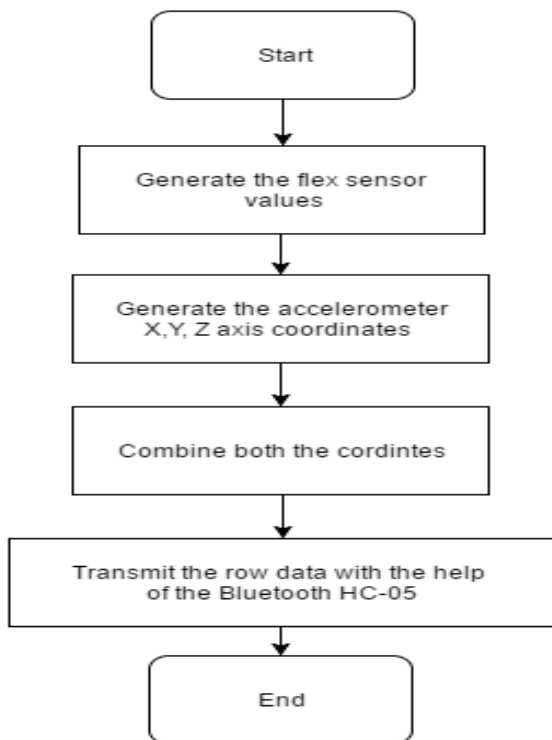 Start
Generate the flex sensor
values
Generate the accelerometer
X,Y, Z axis coordinates
Combine both the cordintes
Transmit the row data with the help
of the Bluetooth HC-05
End